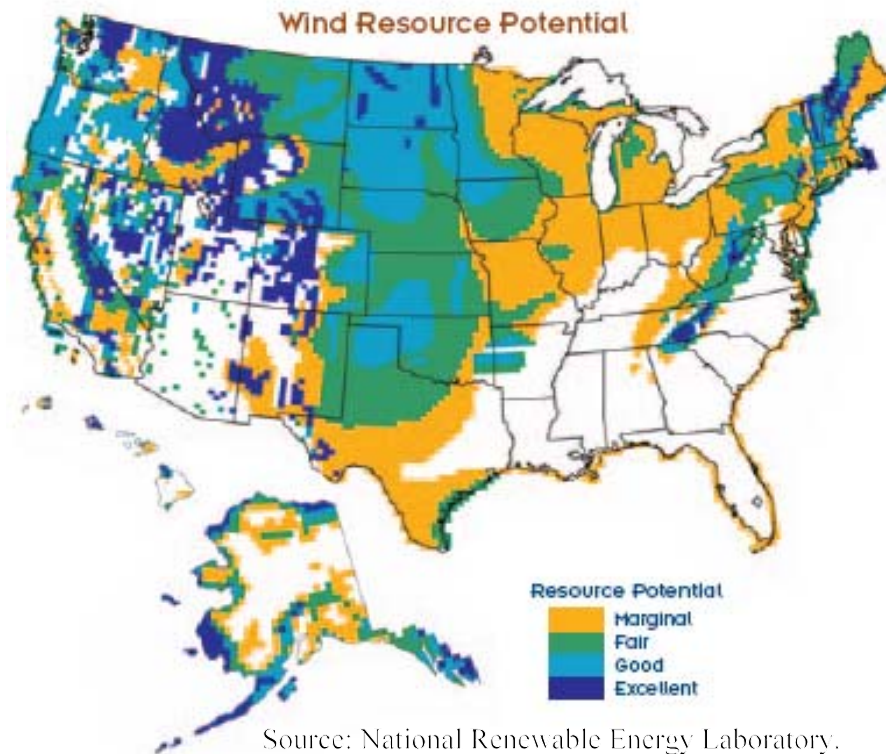 Wind Resource Potential
Resource Potential
Marginal
Fair
Good
Excellent
Source: National Renewable Energy Laboratory.